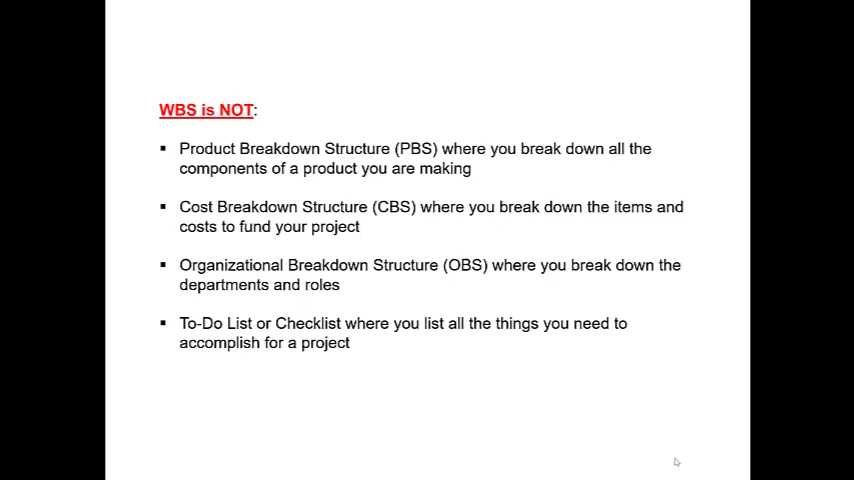 WBS is NOT:
▪ Product Breakdown Structure (PBS) where you break down all the
components of a product you are making
▪ Cost Breakdown Structure (CBS) where you break down the items and
costs to fund your project
▪ Organizational Breakdown Structure (OBS) where you break down the
departments and roles
▪ To-Do List or Checklist where you list all the things you need to
accomplish for a project